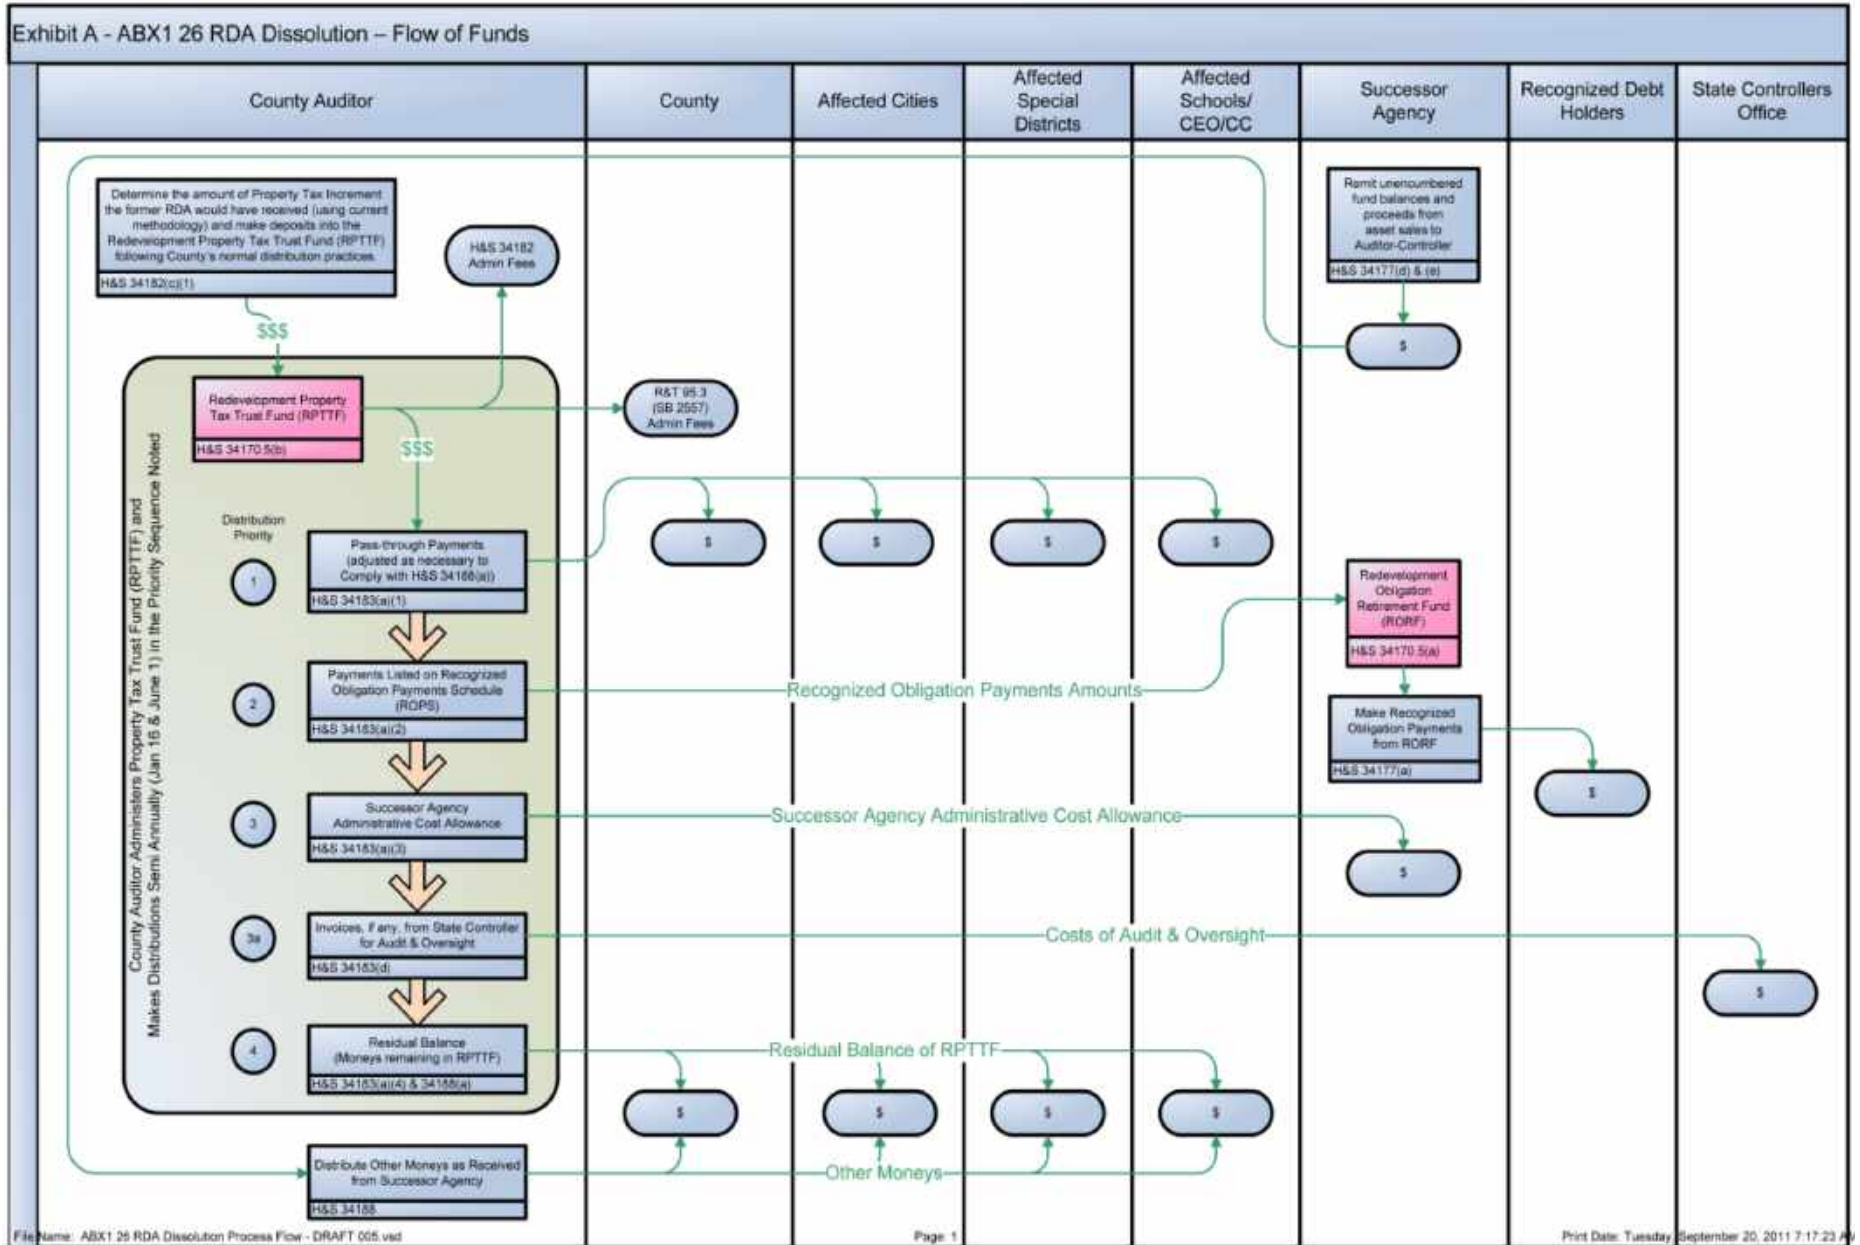 Exhibit A - ABX1 26 RDA Dissolution – Flow of Funds
County Auditor
County
Affected Cities
Affected
Special
Districts
Affected
Schools/
CEO/CC
Successor
Agency
Recognized Debt
Holders
State Controllers
Office
Determine the amount of Property Tax Increment
the former RDA would have received (using current
methodology) and make deposits into the
Redevelopment Property Tax Trust Fund (RPTTF)
following County's normal distribution practices.
H&S 34182(c)(1)
H&S 34182
Admin Fees
Remit unencumbered
fund balances and
proceeds from
asset sales to
Auditor-Controller
H&S 34177(d) & (e)
$
$$$
Redevelopment Property
Tax Trust Fund (RPTTF)
H&S 34170.5(b)
R&T 95.3
(SB 2557)
Admin Fees
$$$
County Auditor Administers Property Tax Trust Fund (RPTTF) and
Makes Distributions Semi Annually (Jan 16 & June 1) in the Priority Sequence Noted
Distribution
Priority
1
Pass-through Payments
(adjusted as necessary to
Comply with H&S 34188(a))
H&S 34183(a)(1)
$
$
$
$
Redevelopment
Obligation
Retirement Fund
(RORF)
H&S 34170.5(a)
2
Payments Listed on Recognized
Obligation Payments Schedule
(ROPS)
H&S 34183(a)(2)
Recognized Obligation Payments Amounts
Make Recognized
Obligation Payments
from RORF
H&S 34177(a)
$
3
Successor Agency
Administrative Cost Allowance
H&S 34183(a)(3)
Successor Agency Administrative Cost Allowance
$
3a
Invoices, if any, from State Controller
for Audit & Oversight
H&S 34183(d)
Costs of Audit & Oversight
$
4
Residual Balance
(Moneys remaining in RPTTF)
H&S 34183(a)(4) & 34188(a)
Residual Balance of RPTTF
$
$
$
$
Distribute Other Moneys as Received
from Successor Agency
H&S 34188
Other Moneys
File Name: ABX1 26 RDA Dissolution Process Flow - DRAFT 005.vsd
Page: 1
Print Date: Tuesday, September 20, 2011 7:17:23 AM